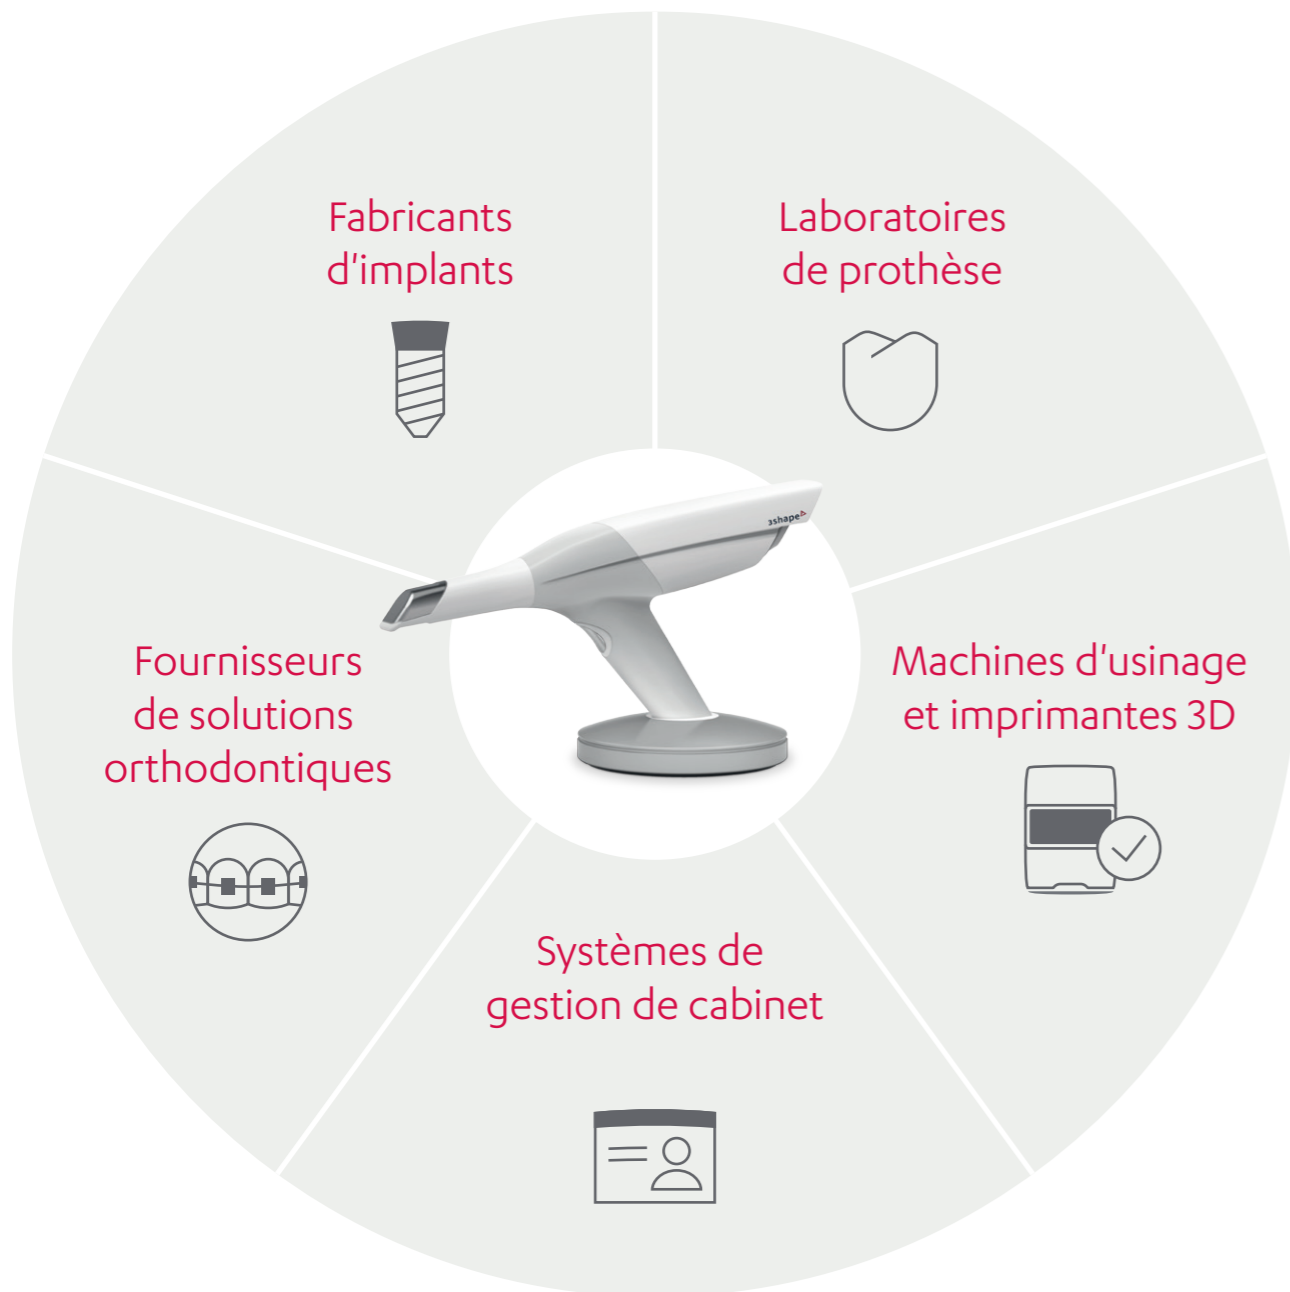 Fabricants
d'implants
Laboratoires
de prothèse
3shape
Fournisseurs
de solutions
orthodontiques
Machines d'usinage
et imprimantes 3D
Systèmes de
gestion de cabinet